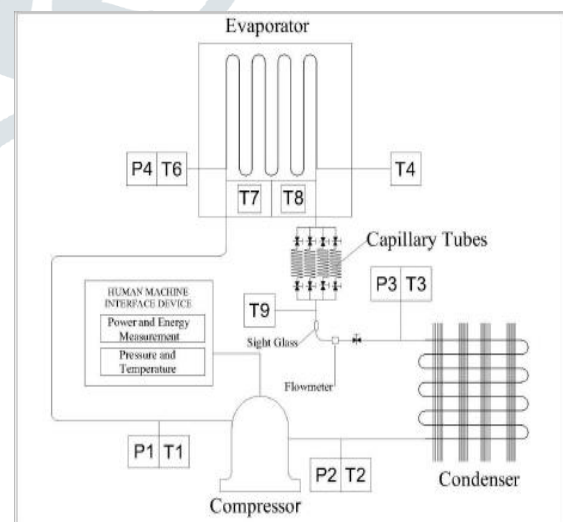 Evaporator
P4 T6
T4
T7 T8
Capillary Tubes
HUMAN MACHINE
INTERFACE DEVICE
Power and Energy
Measurement
Pressure and
Temperature
T9
P3 T3
Sight Glass
Flowmeter
P1 T1
P2 T2
Compressor
Condenser